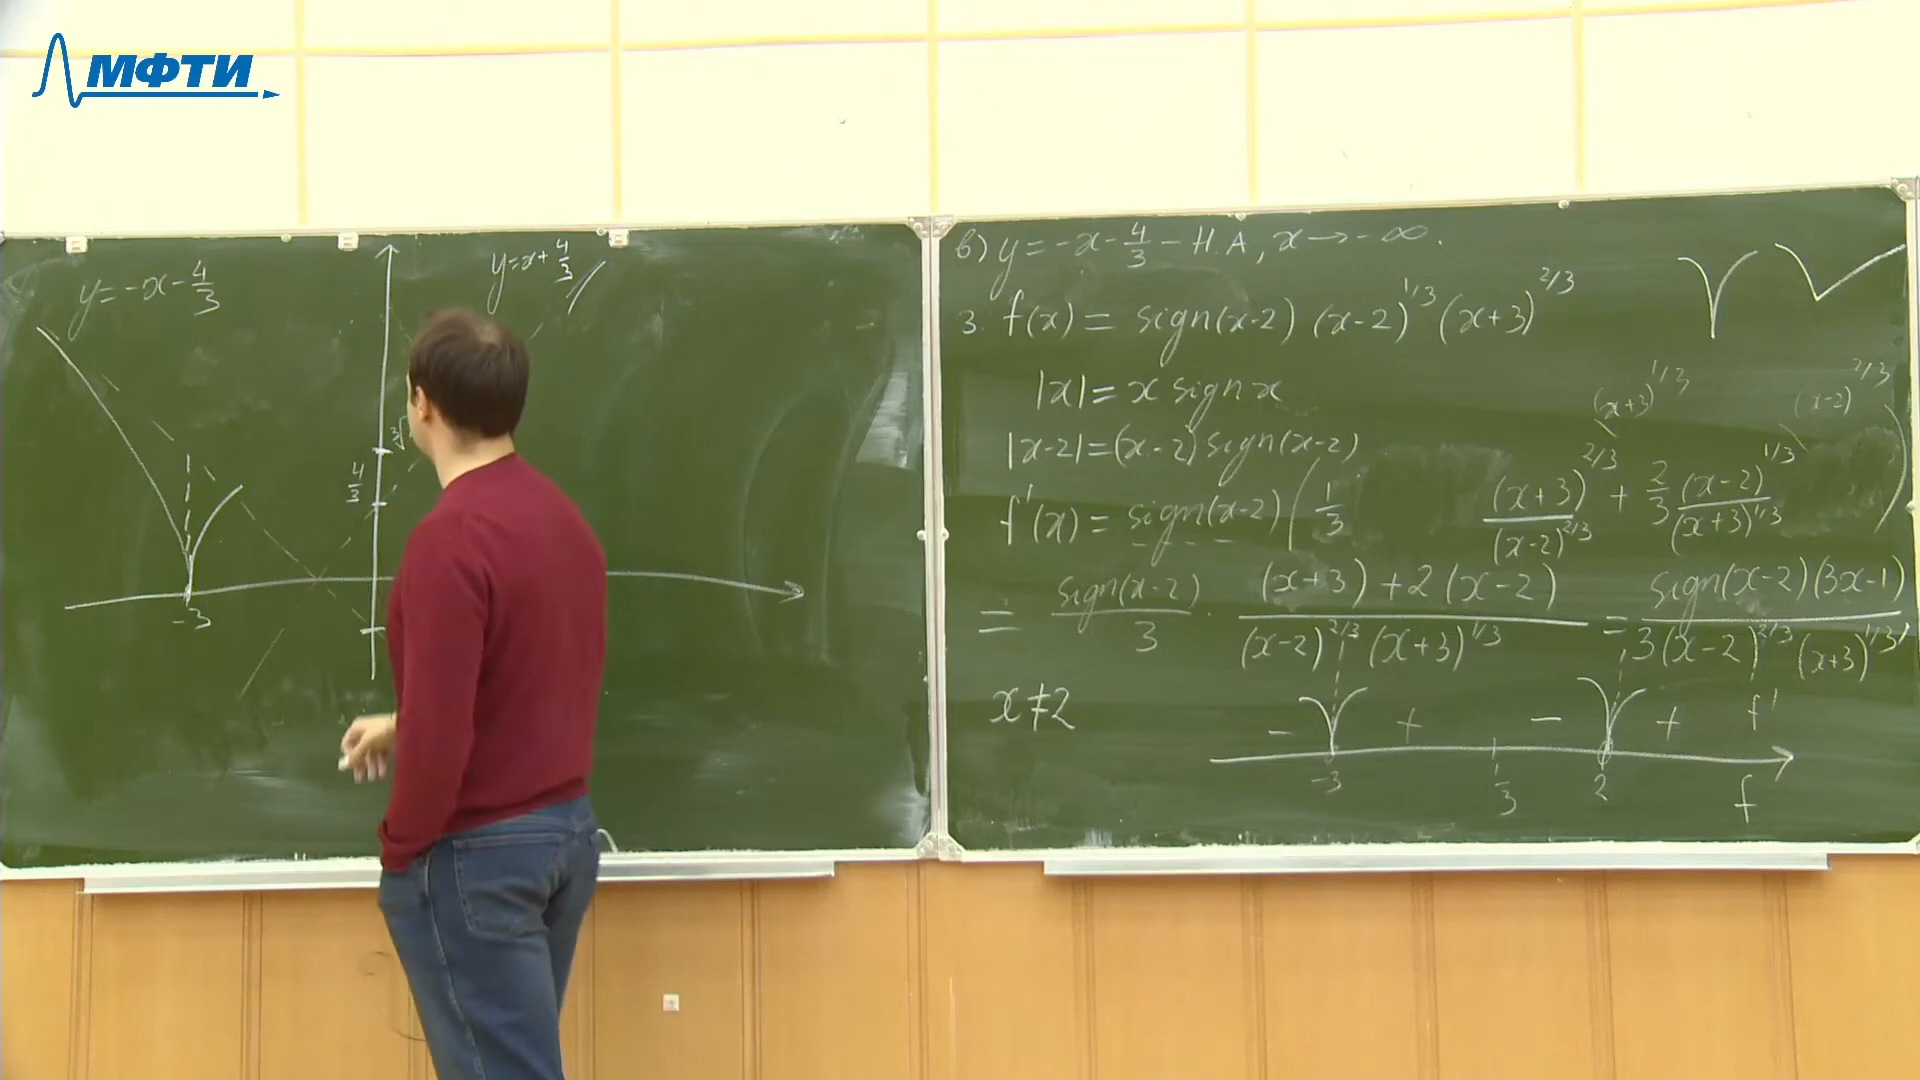 МФТИ
y=-x-4/3
y=x+4/3
4/3
-3
б) y=-x-4/3 - Н.А, x→-∞.
3. f(x) = sign(x-2) (x-2)^1/3 (x+3)^2/3
|x| = x sign x
|x-2|=(x-2) sign(x-2)
(x+3)^1/3 (x-2)^2/3
f'(x) = sign(x-2) (1/3 (x+3)^2/3/(x-2)^2/3 + 2/3 (x-2)^1/3/(x+3)^1/3)
= sign(x-2)/3 · (x+3)+2(x-2)/(x-2)^2/3 (x+3)^1/3 = sign(x-2)(3x-1)/3(x-2)^2/3 (x+3)^1/3
x≠2
- + - + f'
-3 1/3 2 f